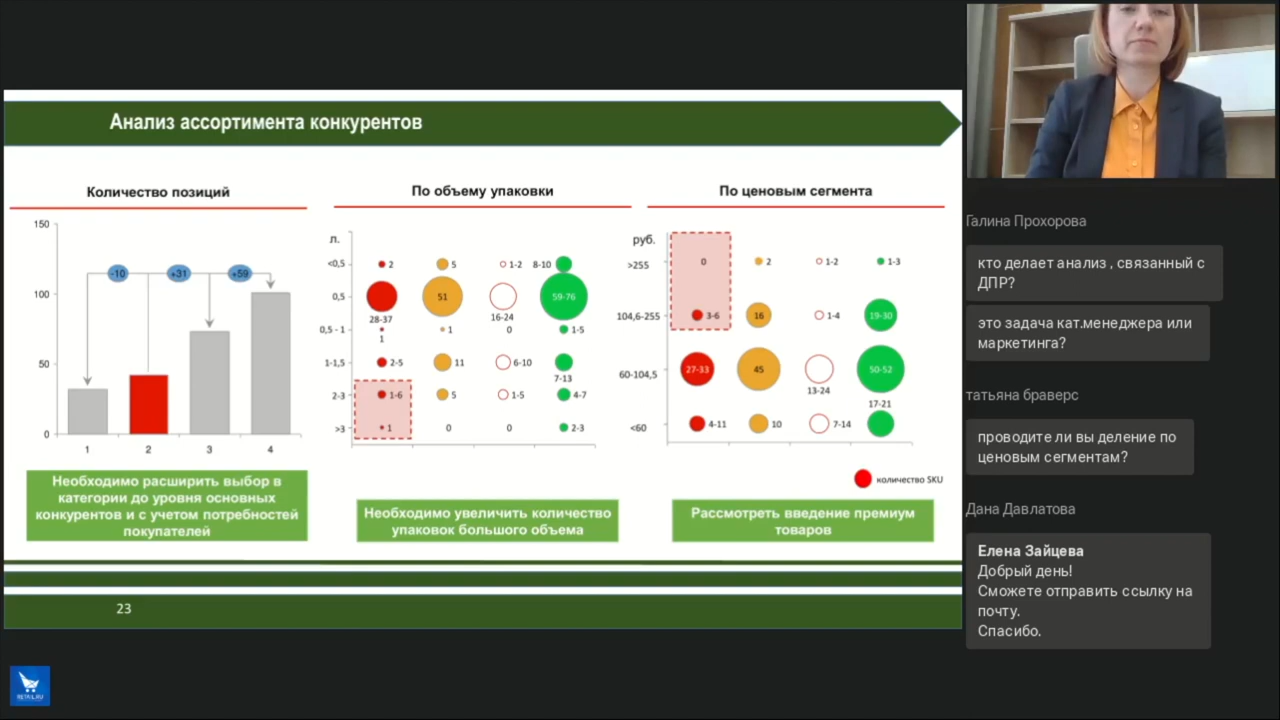 Анализ ассортимента конкурентов
Количество позиций
150
100
50
0
-10
+31
+59
1
2
3
4
Необходимо расширить выбор в
категории до уровня основных
конкурентов и с учетом потребностей
покупателей
По объему упаковки
л.
<0,5
2
5
1-2
8-10
0,5
51
59-76
28-37
16-24
0,5 - 1
1
1
0
1-5
1-1,5
2-5
11
6-10
7-13
2-3
1-6
5
1-5
4-7
>3
1
0
0
2-3
Необходимо увеличить количество
упаковок большого объема
По ценовым сегмента
руб.
>255
0
2
1-2
1-3
104,6-255
3-6
16
1-4
19-30
60-104,5
27-33
45
13-24
50-52
<60
4-11
10
7-14
17-21
количество SKU
Рассмотреть введение премиум
товаров
23
RETAIL.RU
Галина Прохорова
кто делает анализ , связанный с
ДПР?
это задача кат.менеджера или
маркетинга?
татьяна браверс
проводите ли вы деление по
ценовым сегментам?
Дана Давлатова
Елена Зайцева
Добрый день!
Сможете отправить ссылку на
почту.
Спасибо.